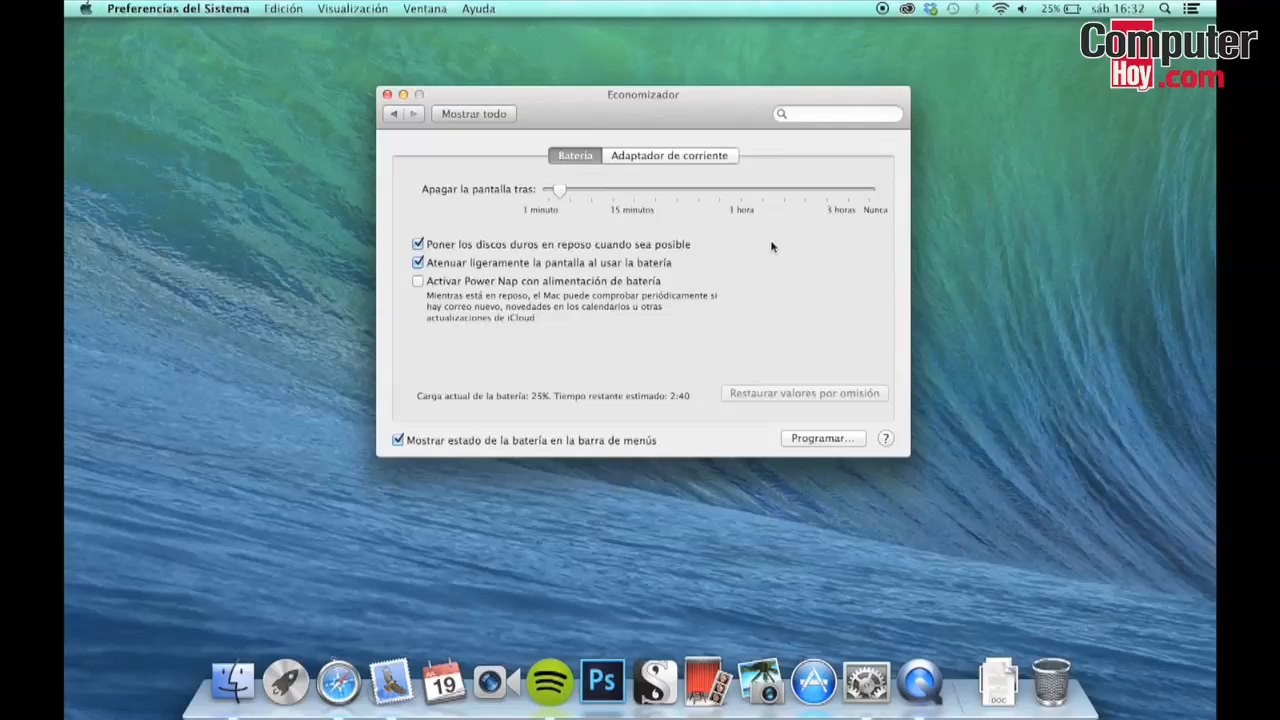 Preferencias del Sistema Edición Visualización Ventana Ayuda 25% sáb 16:32
Computer
Hoy.com
Economizador
Mostrar todo
Batería Adaptador de corriente
Apagar la pantalla tras:
1 minuto 15 minutos 1 hora 3 horas Nunca
Poner los discos duros en reposo cuando sea posible
Atenuar ligeramente la pantalla al usar la batería
Activar Power Nap con alimentación de batería
Mientras está en reposo, el Mac puede comprobar periódicamente si
hay correo nuevo, novedades en los calendarios u otras
actualizaciones de iCloud
Carga actual de la batería: 25%. Tiempo restante estimado: 2:40 Restaurar valores por omisión
Mostrar estado de la batería en la barra de menús Programar... ?
19 Ps S DOC